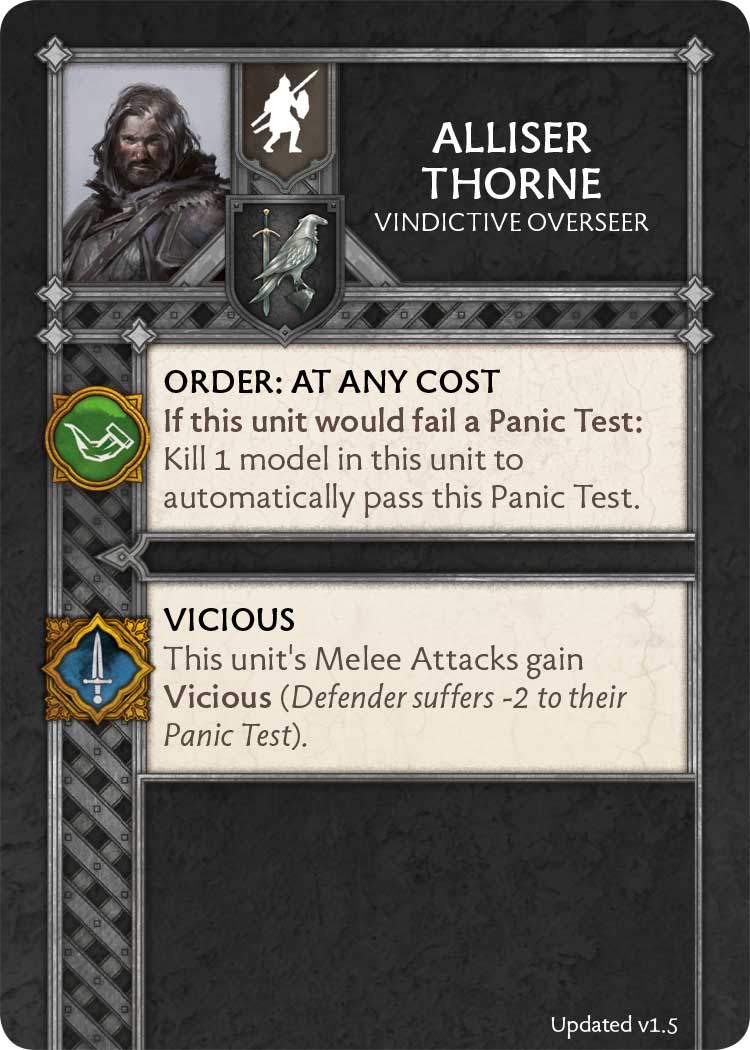 ALLISER
THORNE
VINDICTIVE OVERSEER
ORDER: AT ANY COST
If this unit would fail a Panic Test:
Kill 1 model in this unit to
automatically pass this Panic Test.
VICIOUS
This unit's Melee Attacks gain
Vicious (Defender suffers -2 to their
Panic Test).
Updated v1.5